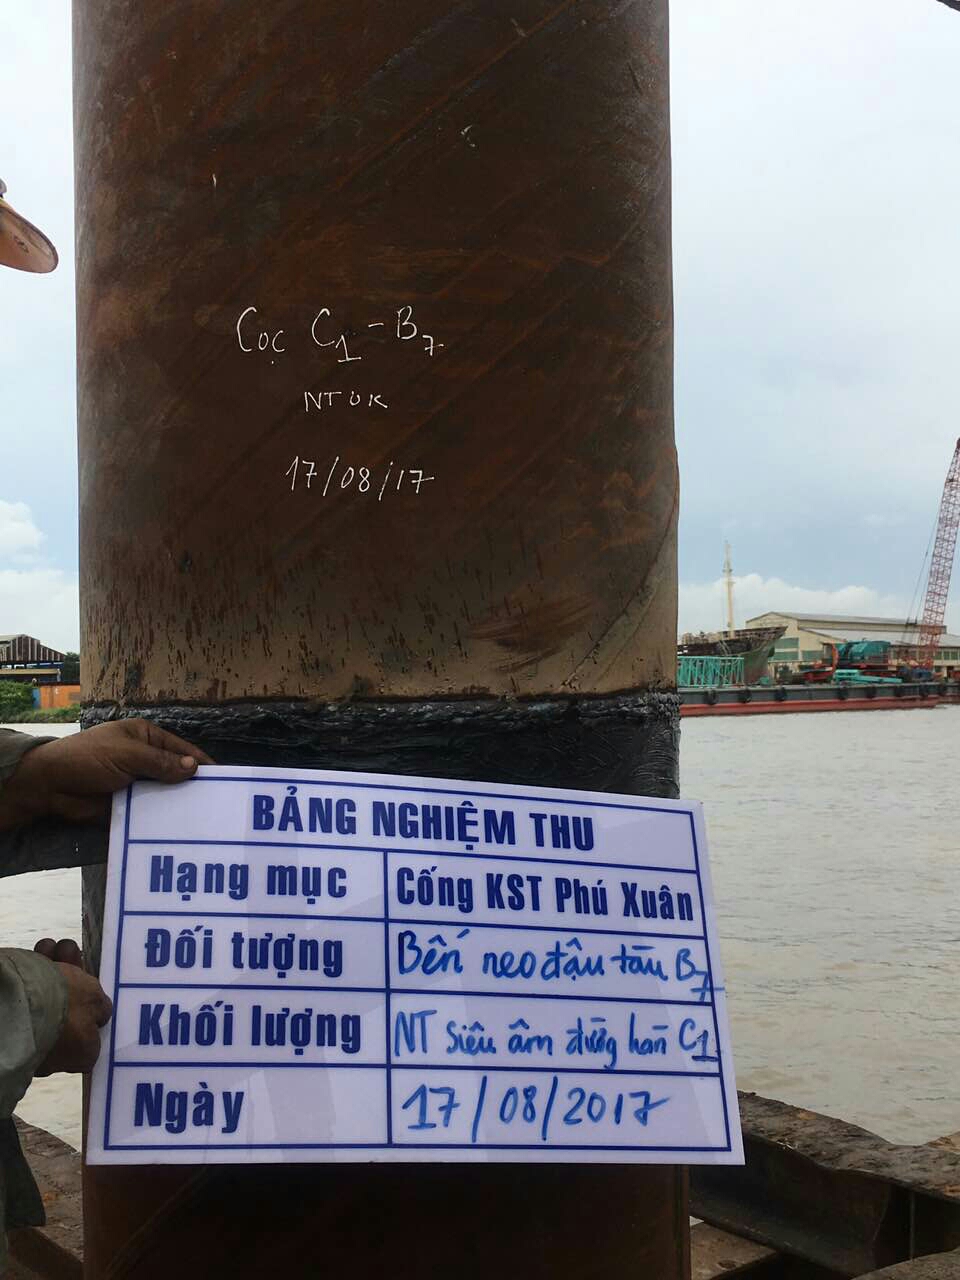 Cọc C1 - B7
NT OK
17/08/17
BẢNG NGHIỆM THU
Hạng mục Cống KST Phú Xuân
Đối tượng Bến neo đậu tàu B7
Khối lượng NT siêu âm đường hàn C1
Ngày 17/08/2017